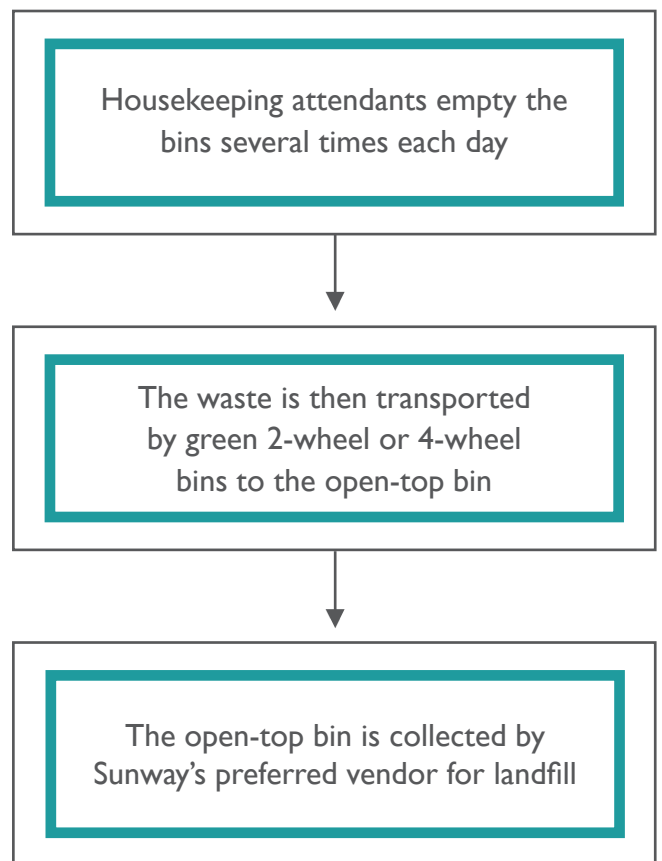 Housekeeping attendants empty the
bins several times each day
The waste is then transported
by green 2-wheel or 4-wheel
bins to the open-top bin
The open-top bin is collected by
Sunway’s preferred vendor for landfill